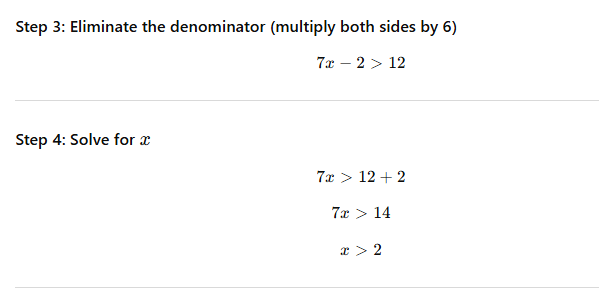 Step 3: Eliminate the denominator (multiply both sides by 6)
7x − 2 > 12
Step 4: Solve for x
7x > 12 + 2
7x > 14
x > 2